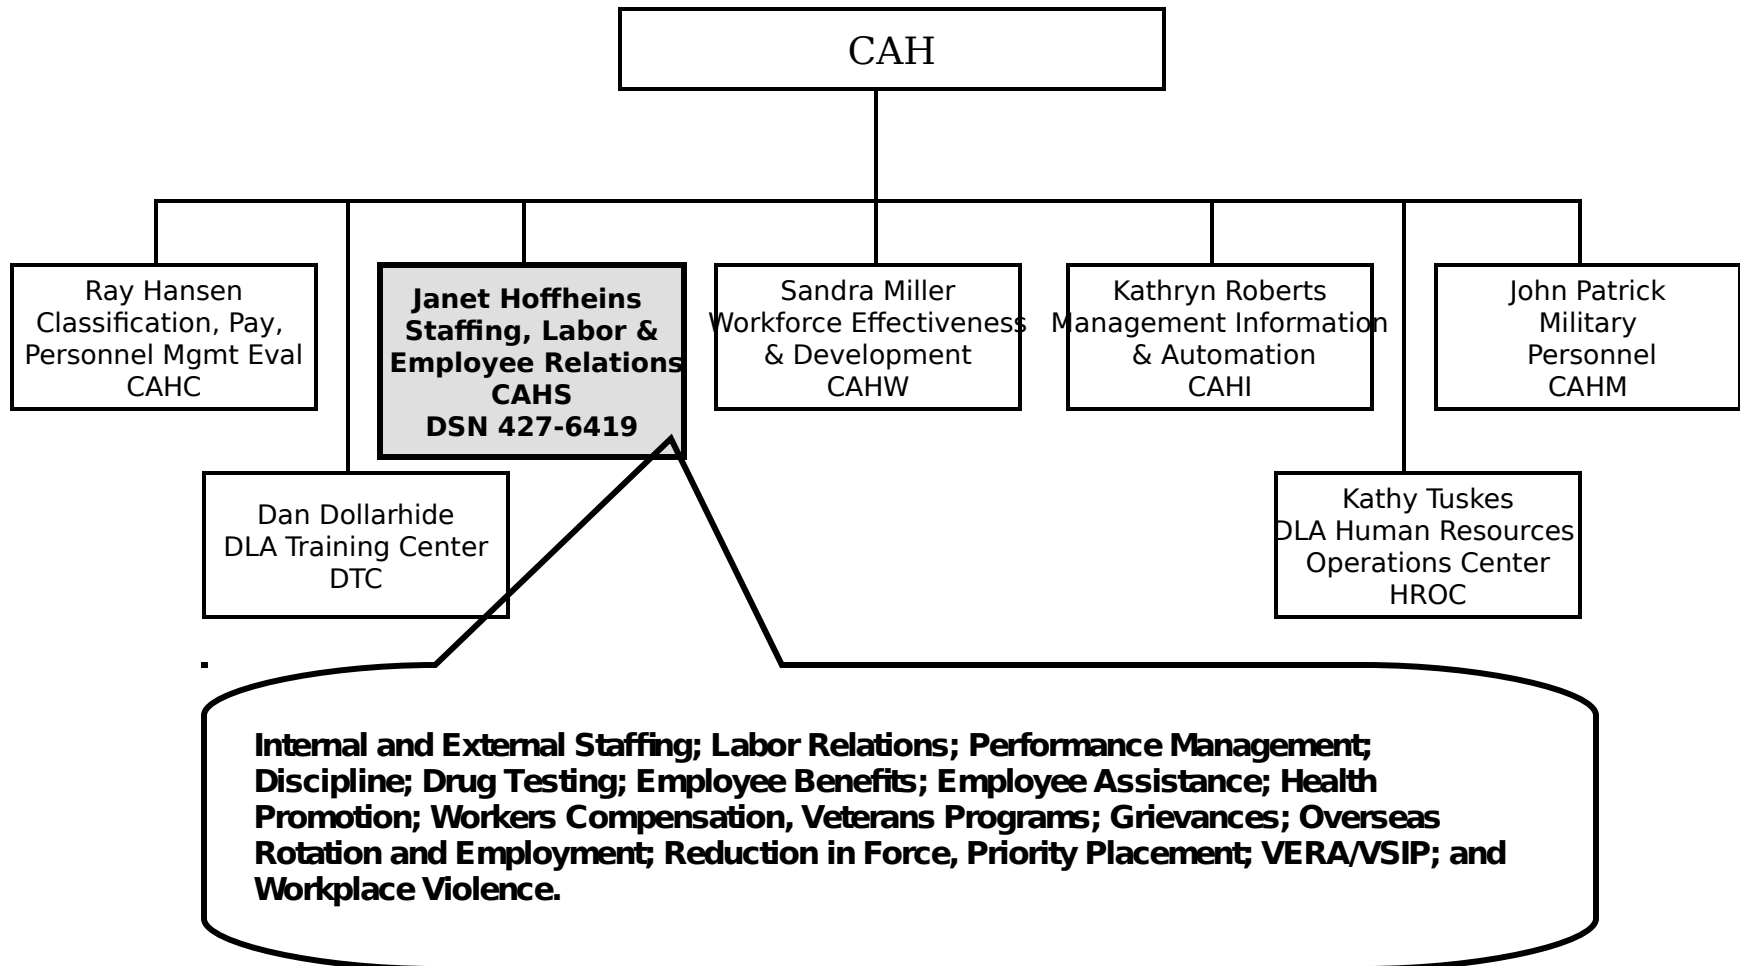 CAH
Ray Hansen
Classification, Pay,
Personnel Mgmt Eval
CAHC
Janet Hoffheins
Staffing, Labor &
Employee Relations
CAHS
DSN 427-6419
Sandra Miller
Workforce Effectiveness
& Development
CAHW
Kathryn Roberts
Management Information
& Automation
CAHI
John Patrick
Military
Personnel
CAHM
Dan Dollarhide
DLA Training Center
DTC
Kathy Tuskes
DLA Human Resources
Operations Center
HROC
Internal and External Staffing; Labor Relations; Performance Management;
Discipline; Drug Testing; Employee Benefits; Employee Assistance; Health
Promotion; Workers Compensation, Veterans Programs; Grievances; Overseas
Rotation and Employment; Reduction in Force, Priority Placement; VERA/VSIP; and
Workplace Violence.